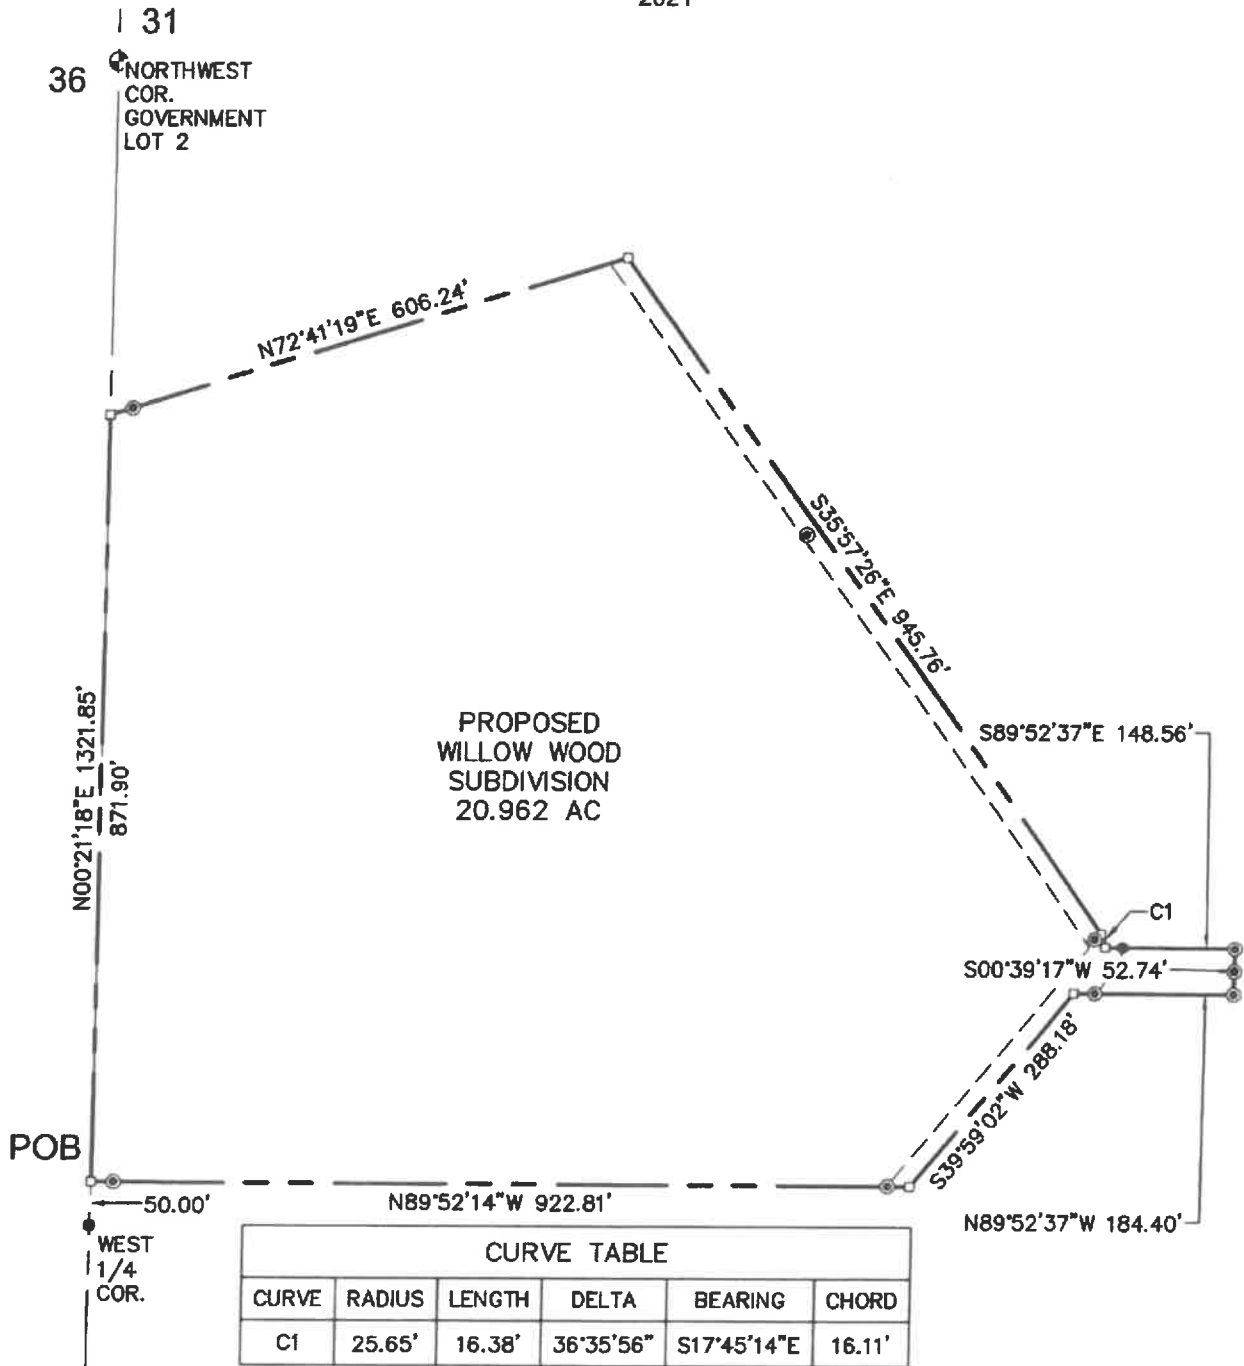 31
36
NORTHWEST
COR.
GOVERNMENT
LOT 2
N72°41'19"E 606.24'
S35°57'26"E 945.76'
N00°21'18"E 1321.85'
871.90'
PROPOSED
WILLOW WOOD
SUBDIVISION
20.962 AC
S89°52'37"E 148.56'
C1
S00°39'17"W 52.74'
S39°59'02"W 288.18'
N89°52'37"W 184.40'
POB
50.00'
N89°52'14"W 922.81'
WEST
1/4
COR.
CURVE TABLE
CURVE RADIUS LENGTH DELTA BEARING CHORD
C1 25.65' 16.38' 36°35'56" S17°45'14"E 16.11'